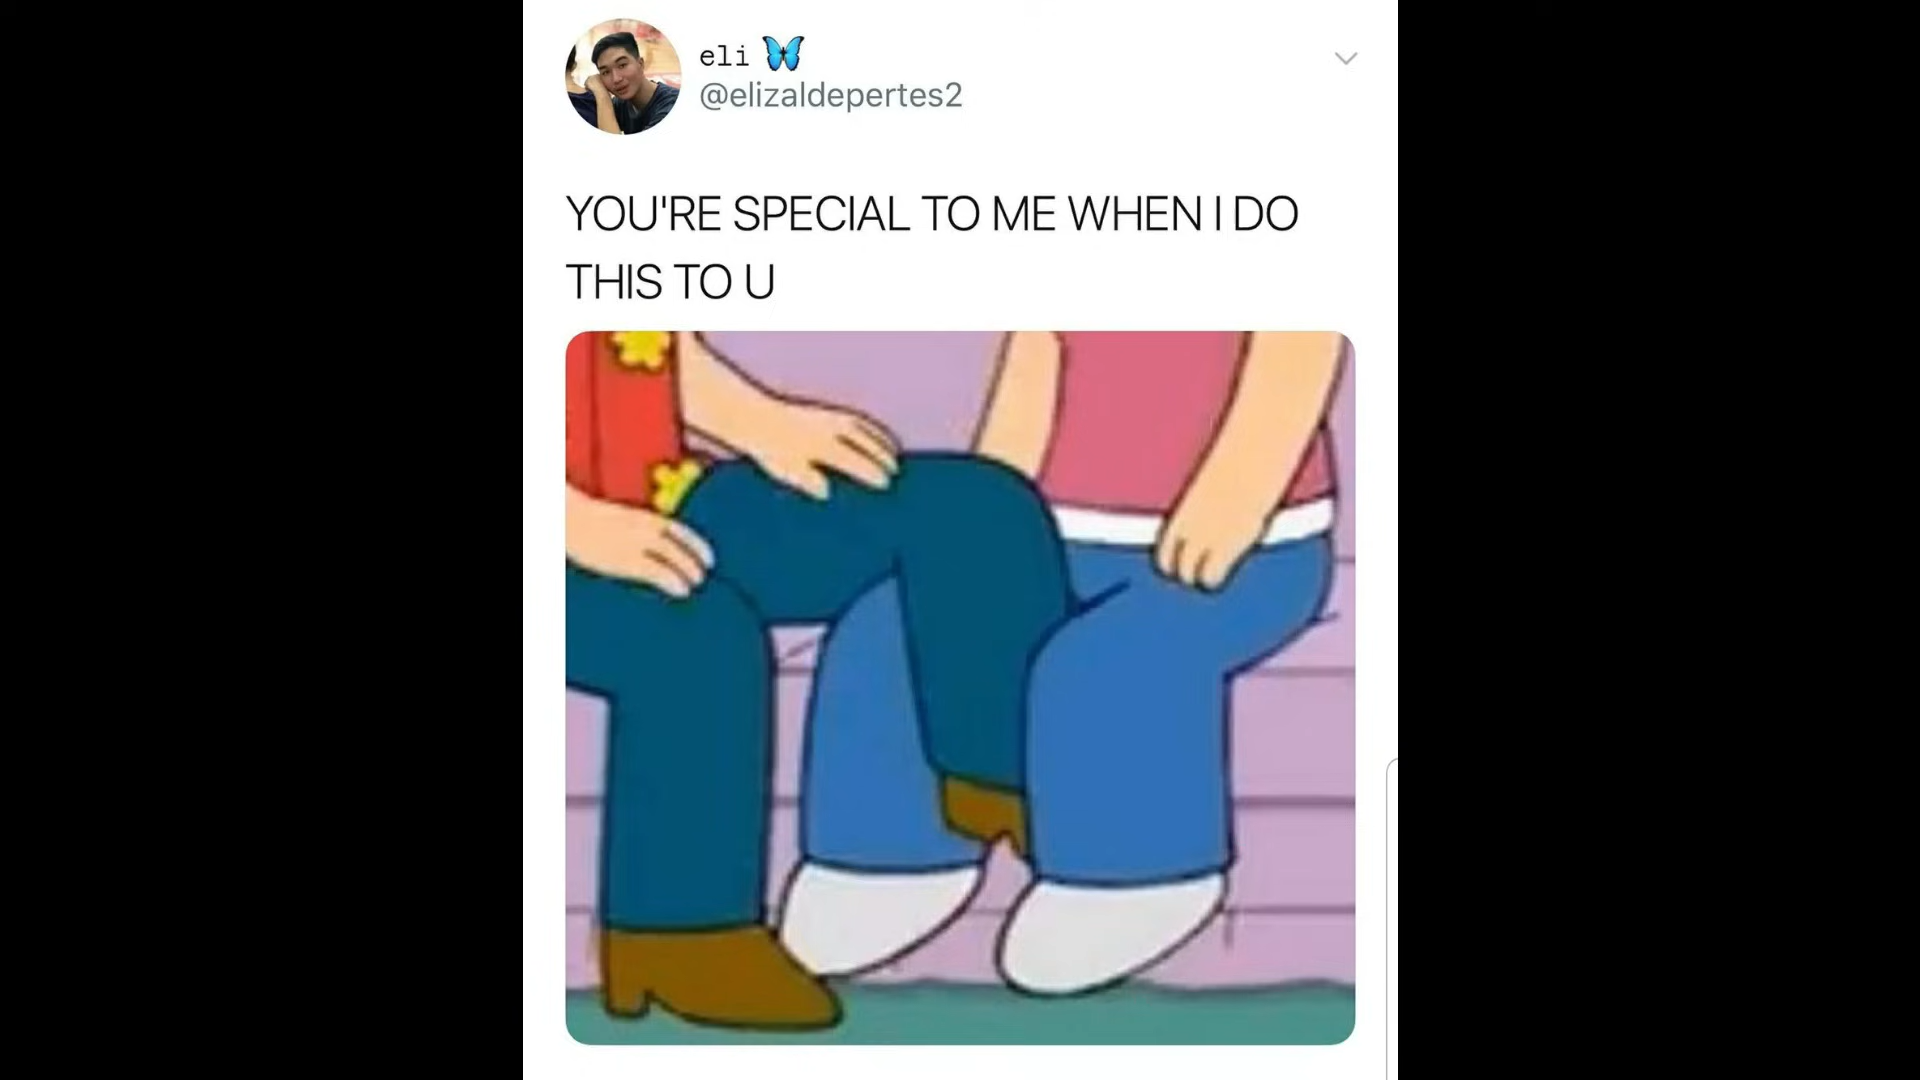 eli 🦋
@elizaldepertes2
YOU'RE SPECIAL TO ME WHEN I DO
THIS TO U